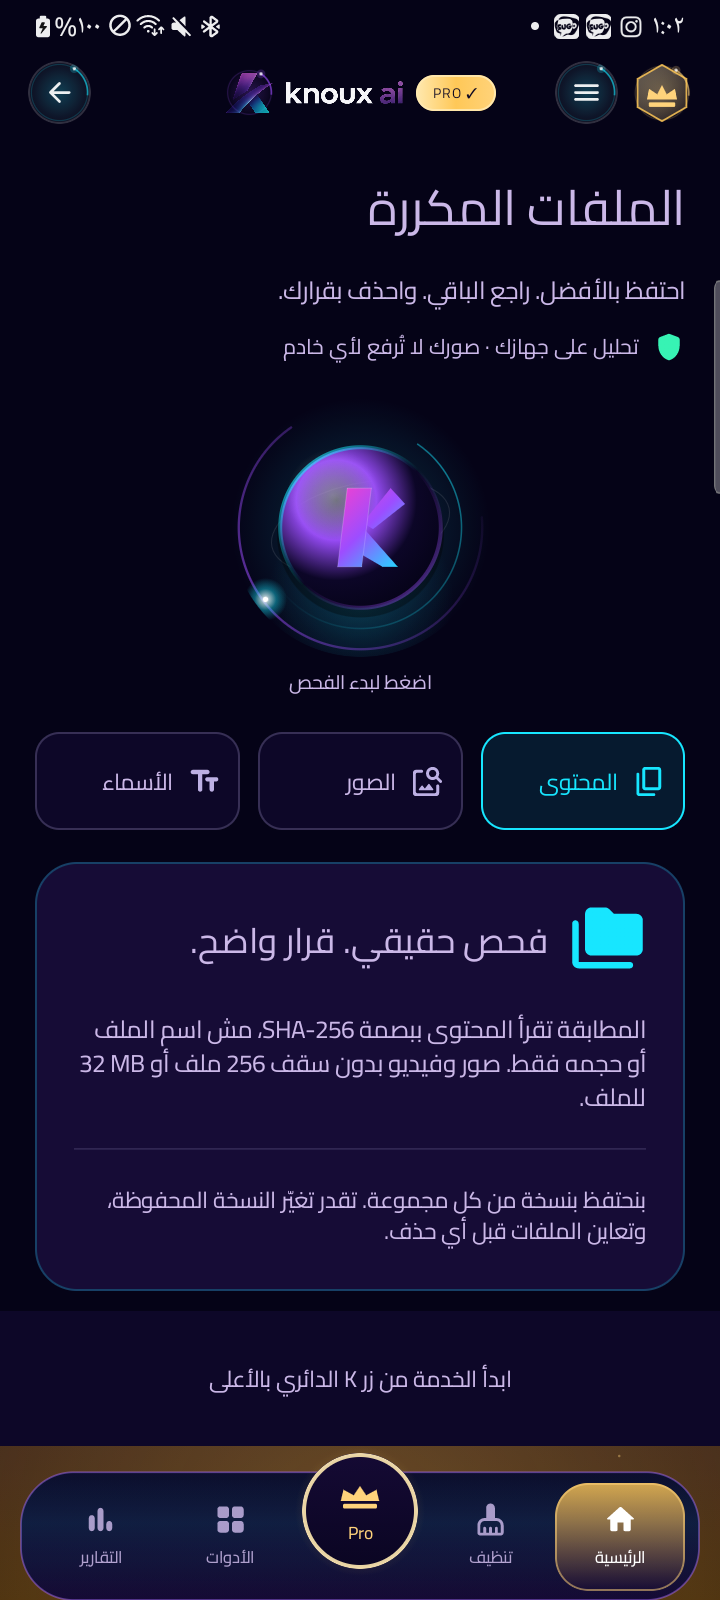 %١٠٠
١:٠٢
knoux ai
PRO ✓
الملفات المكررة
احتفظ بالأفضل. راجع الباقي. واحذف بقرارك.
تحليل على جهازك · صورك لا تُرفع لأي خادم
اضغط لبدء الفحص
المحتوى
الصور
الأسماء
فحص حقيقي. قرار واضح.
المطابقة تقرأ المحتوى ببصمة SHA-256، مش اسم الملف
أو حجمه فقط. صور وفيديو بدون سقف 256 ملف أو 32 MB
للملف.
بنحتفظ بنسخة من كل مجموعة. تقدر تغيّر النسخة المحفوظة،
وتعاين الملفات قبل أي حذف.
ابدأ الخدمة من زر K الدائري بالأعلى
الرئيسية
تنظيف
Pro
الأدوات
التقارير